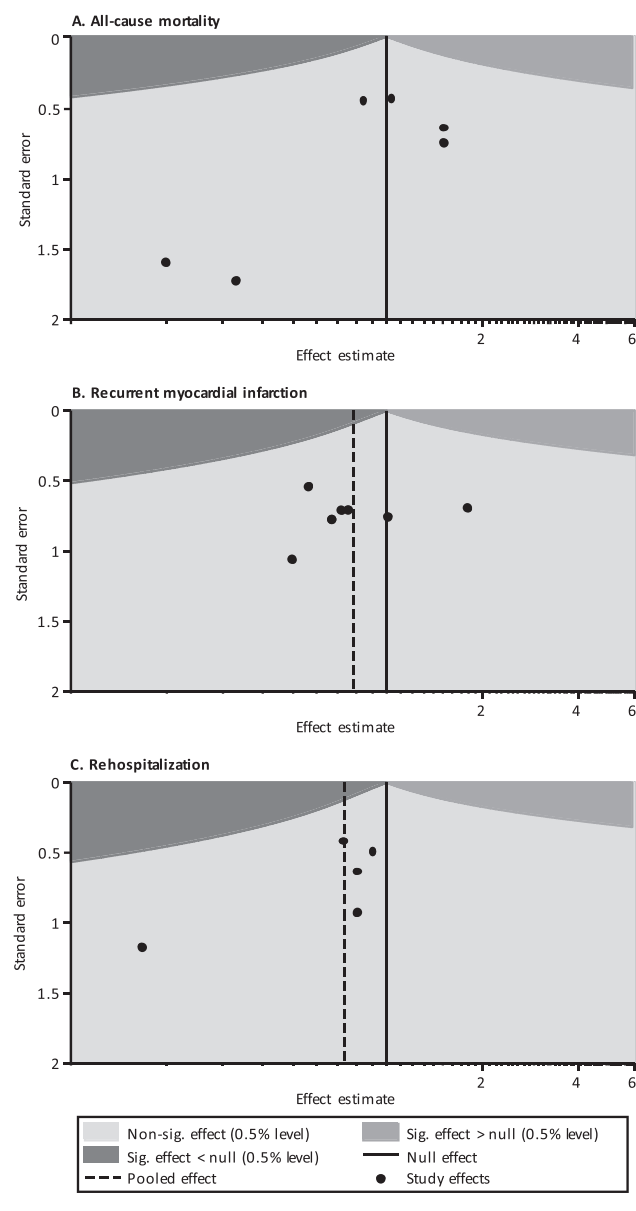 A. All-cause mortality
0
0.5
1
1.5
2
Standard error
2 4 6
Effect estimate
B. Recurrent myocardial infarction
0
0.5
1
1.5
2
Standard error
2 4 6
Effect estimate
C. Rehospitalization
0
0.5
1
1.5
2
Standard error
2 4 6
Effect estimate
Non-sig. effect (0.5% level) Sig. effect > null (0.5% level)
Sig. effect < null (0.5% level) Null effect
Pooled effect Study effects